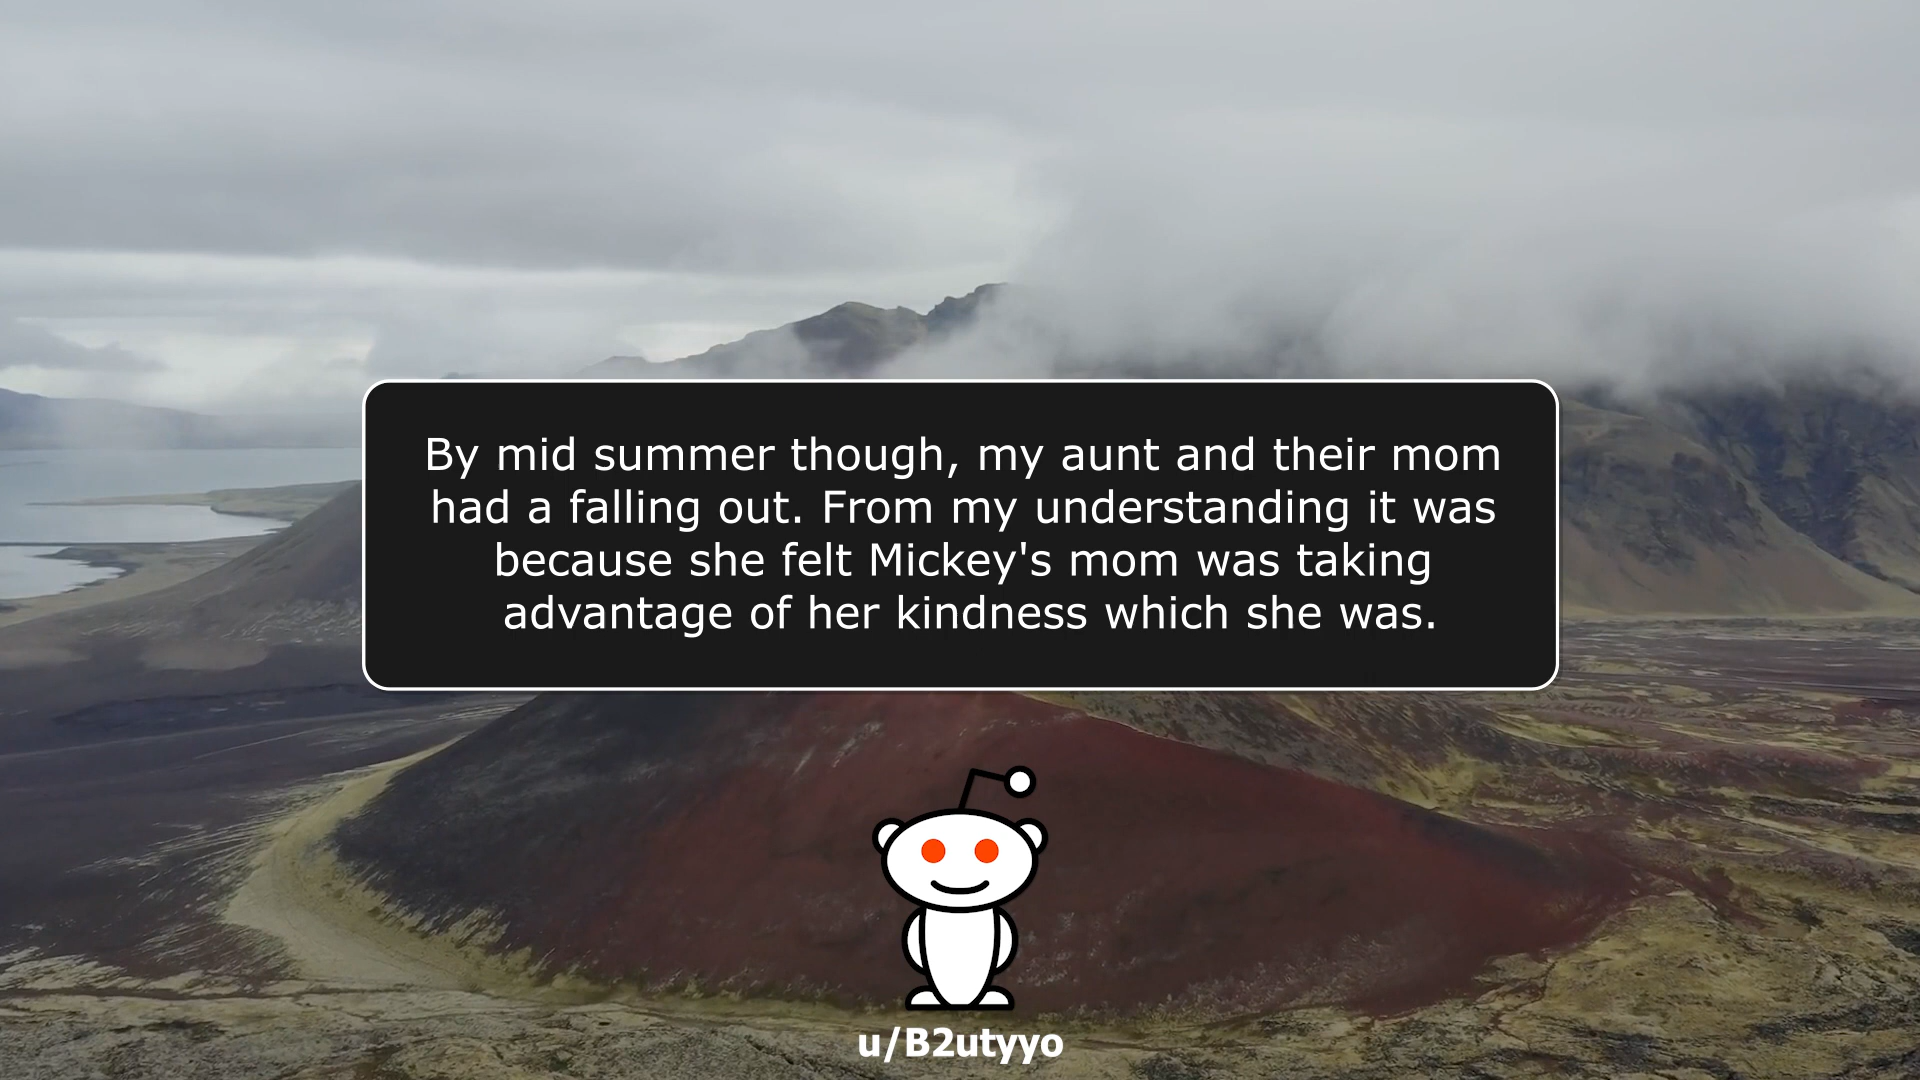 By mid summer though, my aunt and their mom
had a falling out. From my understanding it was
because she felt Mickey's mom was taking
advantage of her kindness which she was.
u/B2utyyo